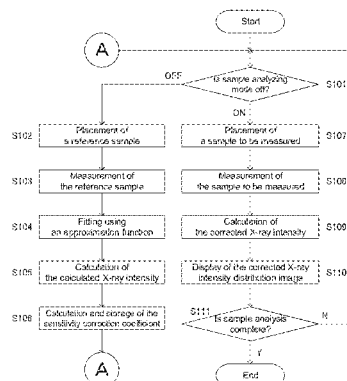 Start
A
Is sample analyzing
mode off?
S101
OFF
ON
S102
Placement of
a reference sample
Placement of
a sample to be measured
S107
S103
Measurement of
the reference sample
Measurement of
the sample to be measured
S108
S104
Fitting using
an approximation function
Calculation of
the corrected X-ray intensity
S109
S105
Calculation of
the calculated X-ray intensity
Display of the corrected X-ray
intensity distribution image
S110
S106
Calculation and storage of the
sensitivity correction coefficient
S111
Is sample analysis
complete?
N
Y
A
End